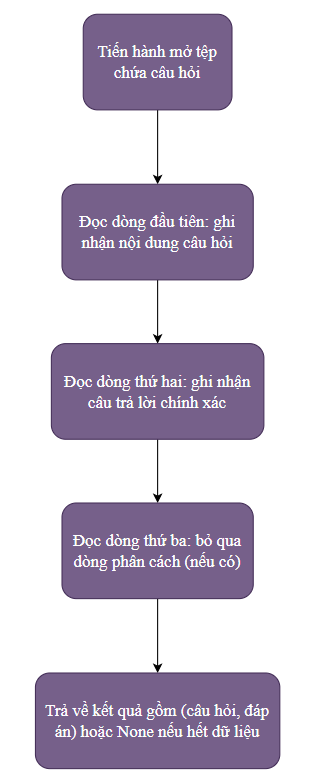 Tiến hành mở tệp
chứa câu hỏi
Đọc dòng đầu tiên: ghi
nhận nội dung câu hỏi
Đọc dòng thứ hai: ghi nhận
câu trả lời chính xác
Đọc dòng thứ ba: bỏ qua
dòng phân cách (nếu có)
Trả về kết quả gồm (câu hỏi, đáp
án) hoặc None nếu hết dữ liệu